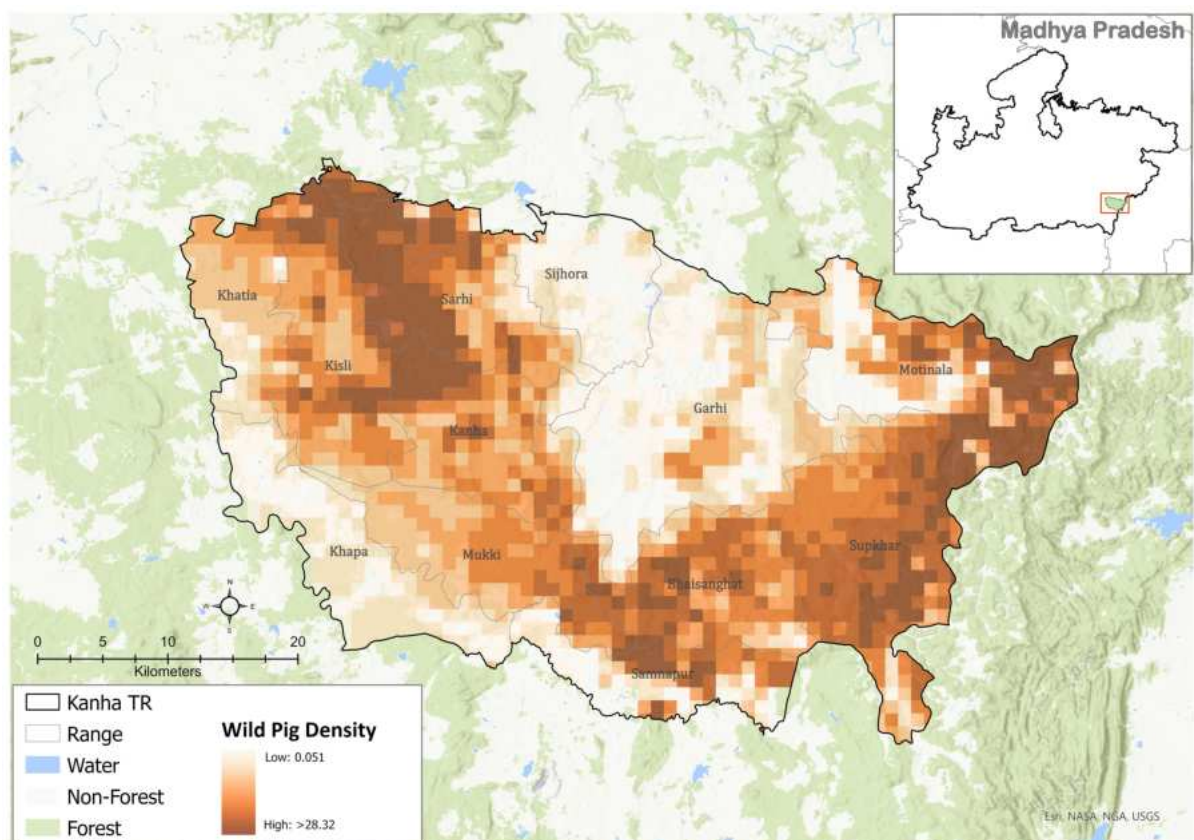 Madhya Pradesh
Sijhora
Khatia
Sarhi
Kisli
Motinala
Garhi
Kanha
Khapa
Mukki
Supkhar
Bhaisanghat
Samnapur
N
W E
S
0 5 10 20
Kilometers
Kanha TR
Range
Water
Non-Forest
Forest
Wild Pig Density
Low: 0.051
High: >28.32
Esri, NASA, NGA, USGS